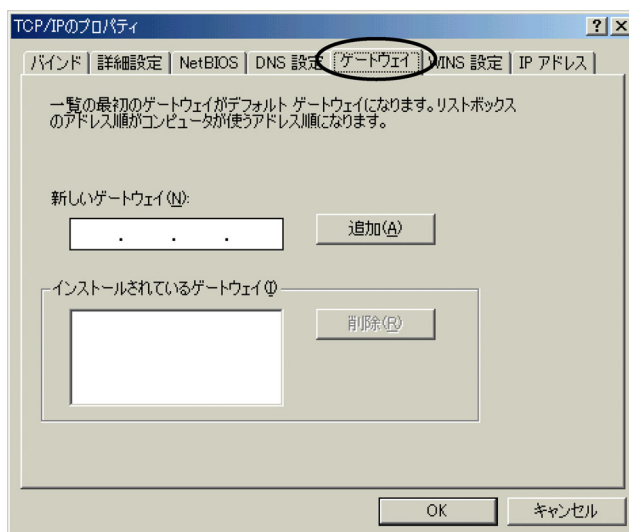 TCP/IPのプロパティ
バインド 詳細設定 NetBIOS DNS 設定 ゲートウェイ WINS 設定 IP アドレス
一覧の最初のゲートウェイがデフォルト ゲートウェイになります。リストボックス
のアドレス順がコンピュータが使うアドレス順になります。
新しいゲートウェイ(N):
. . .
追加(A)
インストールされているゲートウェイ(I)
削除(R)
OK キャンセル